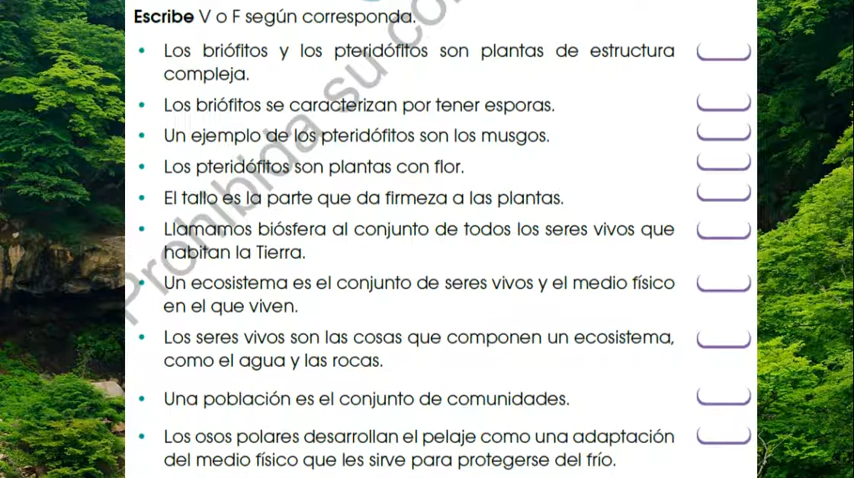 Escribe V o F según corresponda.
• Los briófitos y los pteridófitos son plantas de estructura
compleja.
• Los briófitos se caracterizan por tener esporas.
• Un ejemplo de los pteridófitos son los musgos.
• Los pteridófitos son plantas con flor.
• El tallo es la parte que da firmeza a las plantas.
• Llamamos biósfera al conjunto de todos los seres vivos que
habitan la Tierra.
• Un ecosistema es el conjunto de seres vivos y el medio físico
en el que viven.
• Los seres vivos son las cosas que componen un ecosistema,
como el agua y las rocas.
• Una población es el conjunto de comunidades.
• Los osos polares desarrollan el pelaje como una adaptación
del medio físico que les sirve para protegerse del frío.
Prohibida su